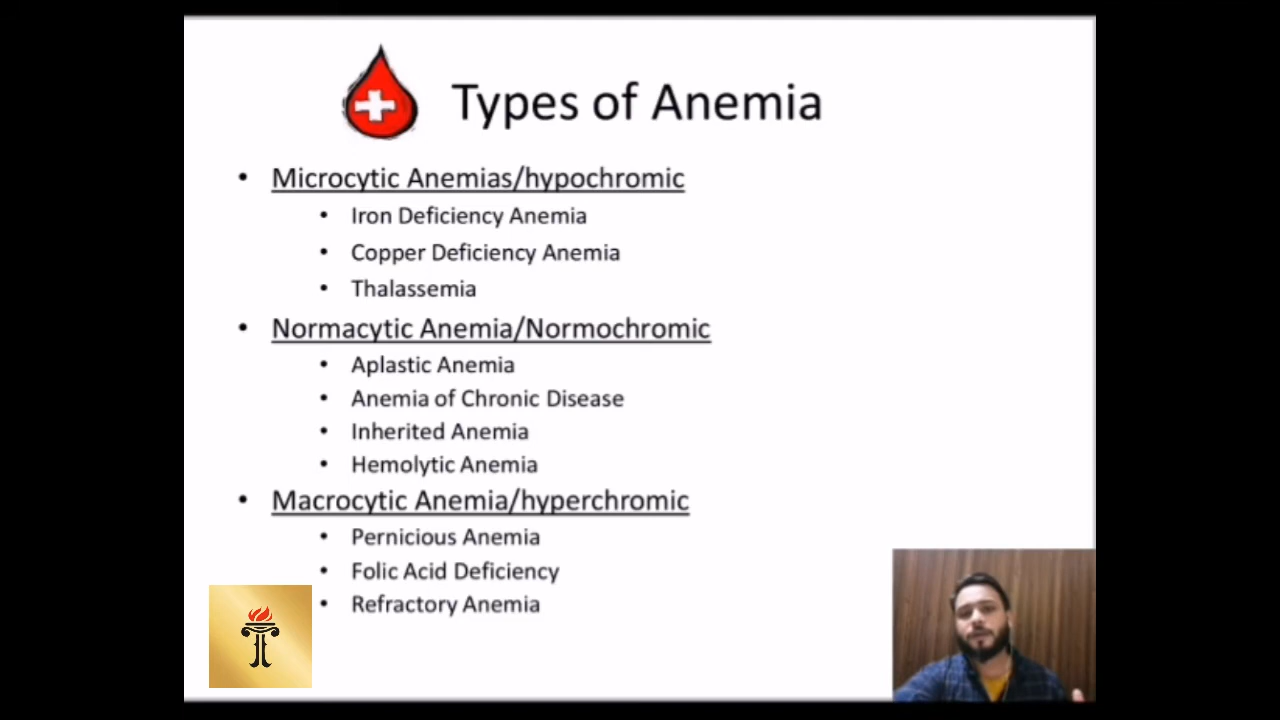 Types of Anemia
• Microcytic Anemias/hypochromic
• Iron Deficiency Anemia
• Copper Deficiency Anemia
• Thalassemia
• Normacytic Anemia/Normochromic
• Aplastic Anemia
• Anemia of Chronic Disease
• Inherited Anemia
• Hemolytic Anemia
• Macrocytic Anemia/hyperchromic
• Pernicious Anemia
• Folic Acid Deficiency
• Refractory Anemia